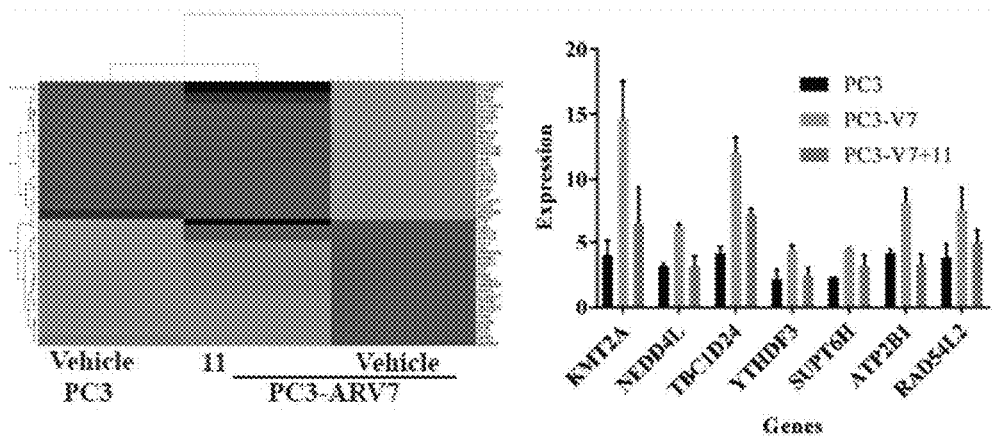 Vehicle 11 Vehicle
PC3 PC3-ARV7
20
15
10
5
0
Expression
PC3
PC3-V7
PC3-V7+11
KMT2A
NEDD4L
TBC1D24
YTHDF3
SUPT6H
ATP2B1
RAD54L2
Genes